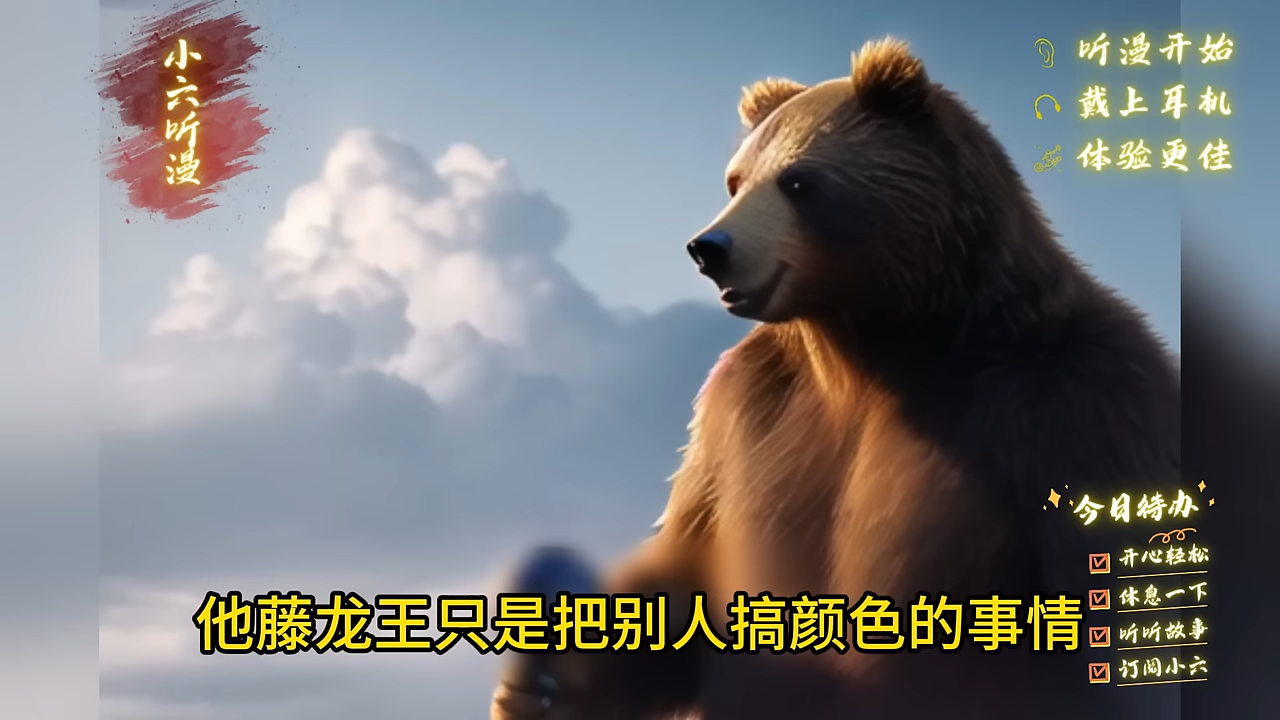 小六听漫
听漫开始
戴上耳机
体验更佳
今日待办
开心轻松
休息一下
听听故事
订阅小六
他藤龙王只是把别人搞颜色的事情